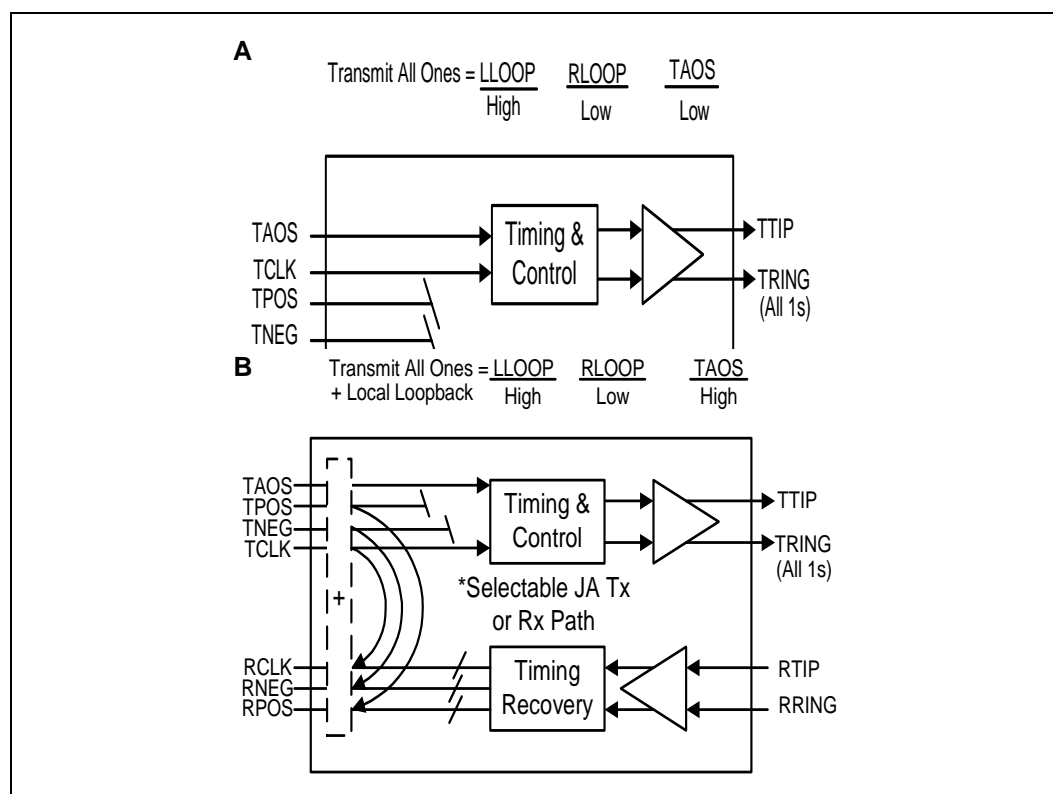 A
Transmit All Ones = LLOOP RLOOP TAOS
High Low Low
TAOS
TCLK
TPOS
TNEG
Timing &
Control
TTIP
TRING
(All 1s)
B
Transmit All Ones = LLOOP RLOOP TAOS
+ Local Loopback High Low High
TAOS
TPOS
TNEG
TCLK
Timing &
Control
TTIP
TRING
(All 1s)
*Selectable JA Tx
or Rx Path
+
RCLK
RNEG
RPOS
Timing
Recovery
RTIP
RRING